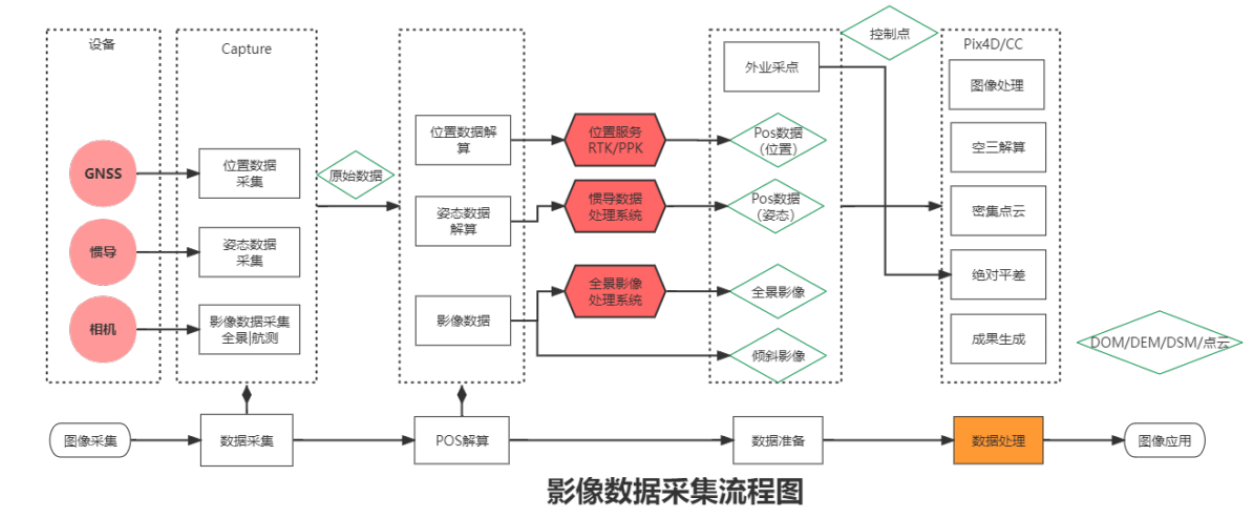 设备
Capture
控制点
Pix4D/CC
外业采点
图像处理
GNSS
位置数据
采集
原始数据
位置数据解
算
位置服务
RTK/PPK
Pos数据
（位置）
空三解算
惯导
姿态数据
采集
姿态数据
解算
惯导数据
处理系统
Pos数据
（姿态）
密集点云
绝对平差
相机
影像数据采集
全景|航测
影像数据
全景影像
处理系统
全景影像
倾斜影像
成果生成
DOM/DEM/DSM/点云
图像采集
数据采集
POS解算
数据准备
数据处理
图像应用
影像数据采集流程图